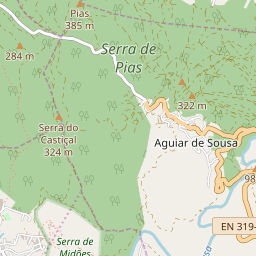 Pias
385 m
284 m
Serra de
Pias
322 m
Serra do
Castiçal
324 m
Aguiar de Sousa
98
EN 319-
Serra de
Midões